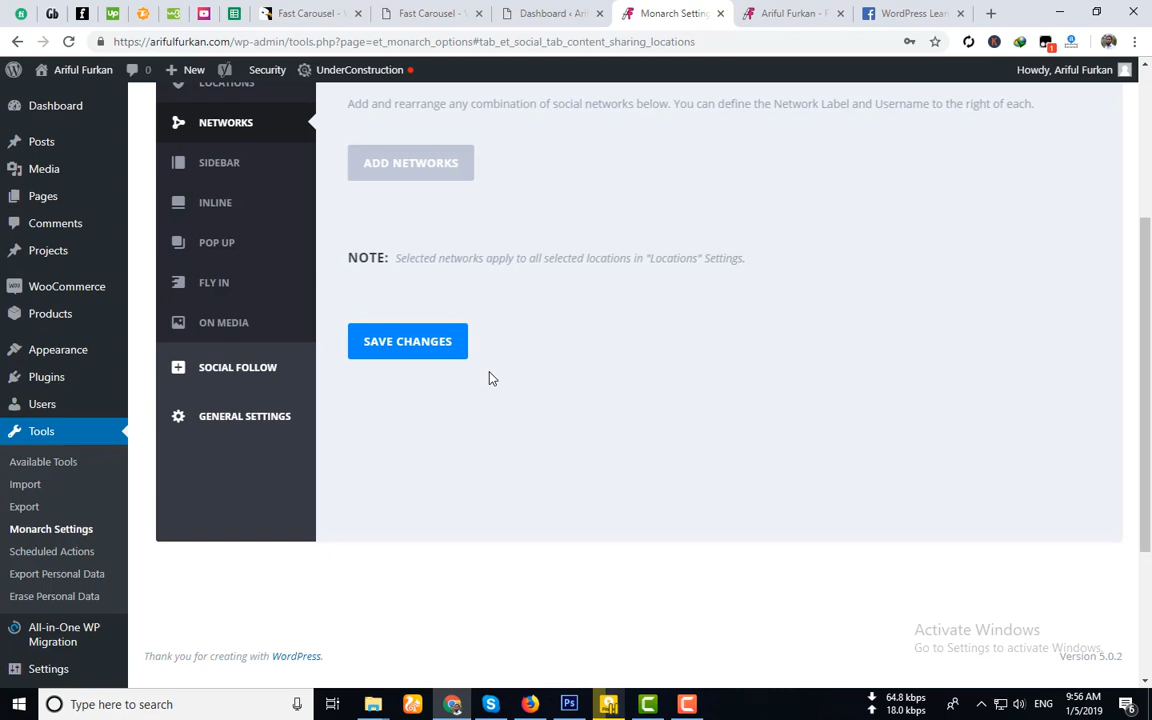 Fast Carousel - V
Fast Carousel - V
Dashboard ‹ Ari
Monarch Setting
Ariful Furkan - P
WordPress Lear
https://arifulfurkan.com/wp-admin/tools.php?page=et_monarch_options#tab_et_social_tab_content_sharing_locations
Ariful Furkan 0 New Security UnderConstruction
Howdy, Ariful Furkan
Dashboard
Posts
Media
Pages
Comments
Projects
WooCommerce
Products
Appearance
Plugins
Users
Tools
Available Tools
Import
Export
Monarch Settings
Scheduled Actions
Export Personal Data
Erase Personal Data
All-in-One WP
Migration
Settings
LOCATIONS
NETWORKS
SIDEBAR
INLINE
POP UP
FLY IN
ON MEDIA
SOCIAL FOLLOW
GENERAL SETTINGS
Add and rearrange any combination of social networks below. You can define the Network Label and Username to the right of each.
ADD NETWORKS
NOTE: Selected networks apply to all selected locations in "Locations" Settings.
SAVE CHANGES
Activate Windows
Go to Settings to activate Windows.
Thank you for creating with WordPress.
Version 5.0.2
Type here to search
64.8 kbps
18.0 kbps
ENG
9:56 AM
1/5/2019
6